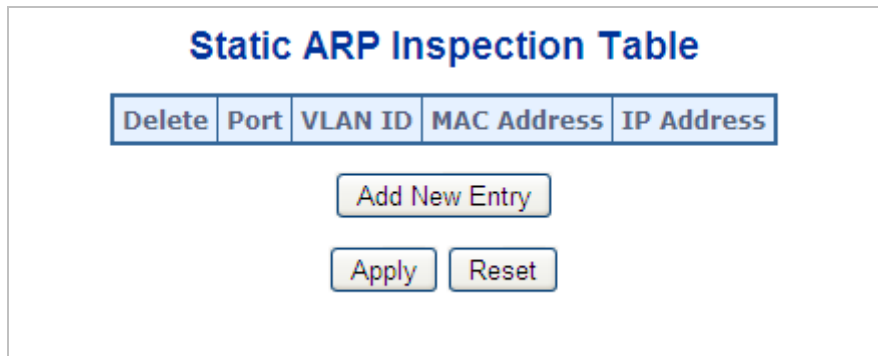 Static ARP Inspection Table
Delete Port VLAN ID MAC Address IP Address
Add New Entry
Apply Reset